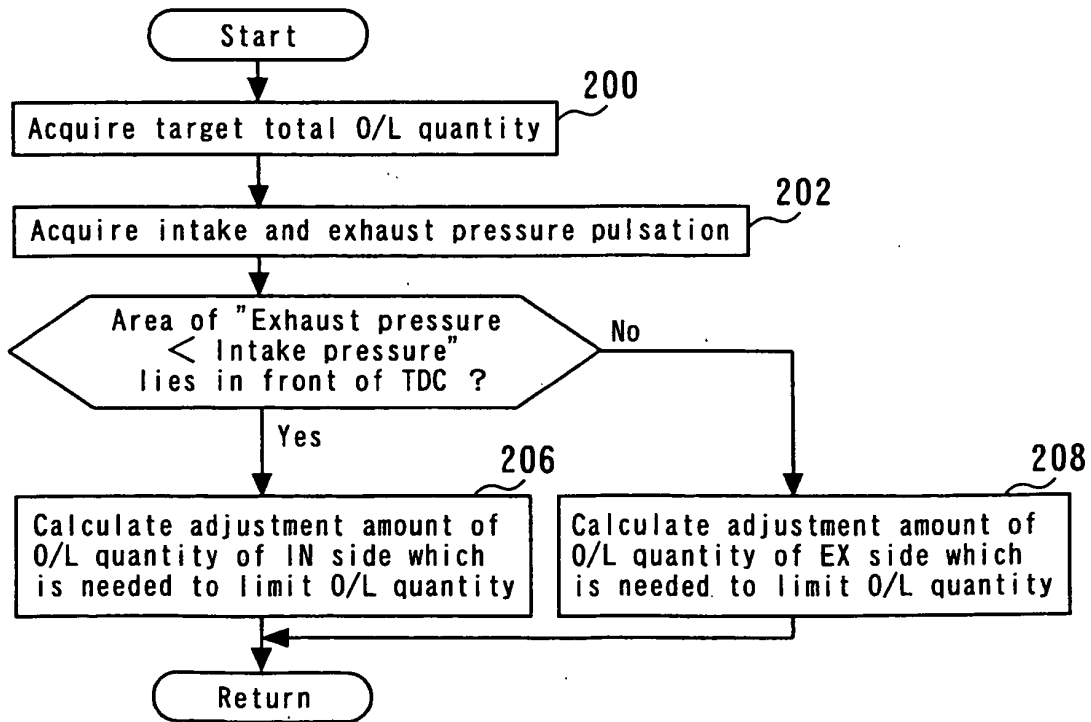 Start
200
Acquire target total O/L quantity
202
Acquire intake and exhaust pressure pulsation
Area of "Exhaust pressure
< Intake pressure"
lies in front of TDC ?
No
Yes
206
Calculate adjustment amount of
O/L quantity of IN side which
is needed to limit O/L quantity
208
Calculate adjustment amount of
O/L quantity of EX side which
is needed to limit O/L quantity
Return